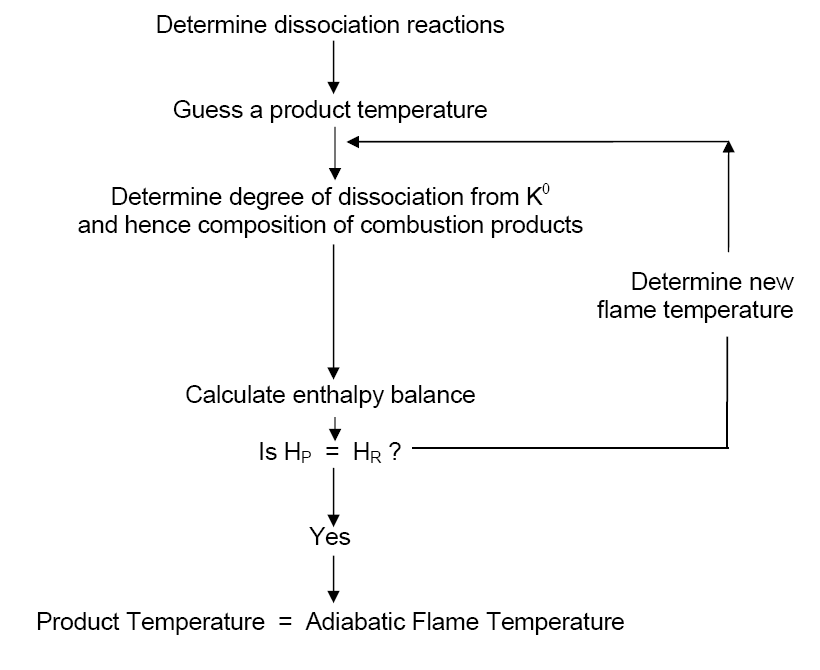 Determine dissociation reactions
Guess a product temperature
Determine degree of dissociation from K⁰
and hence composition of combustion products
Determine new
flame temperature
Calculate enthalpy balance
Is HP = HR ?
Yes
Product Temperature = Adiabatic Flame Temperature